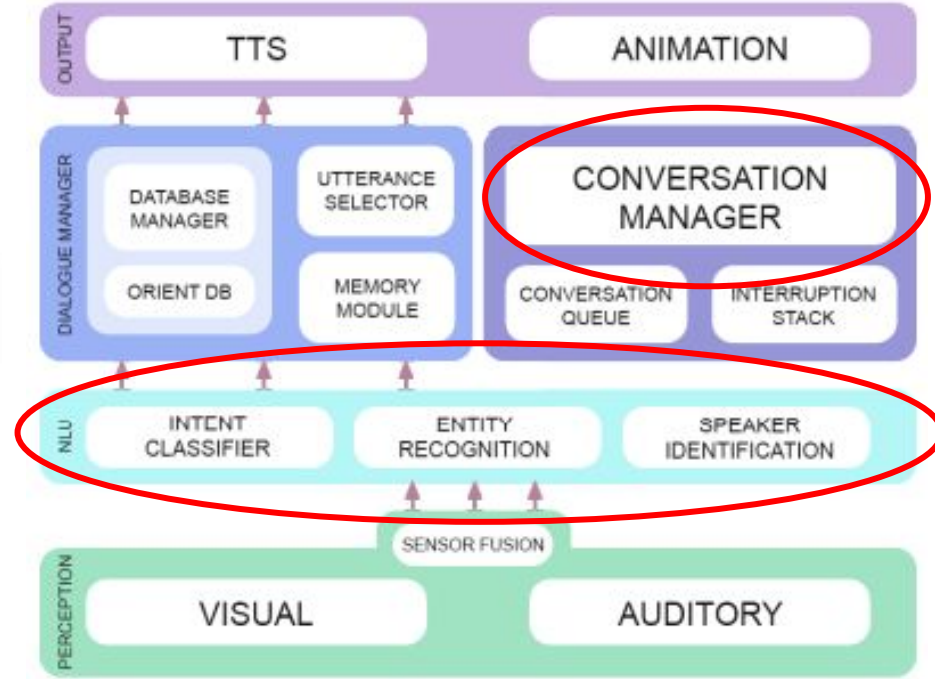 OUTPUT
TTS
ANIMATION
DIALOGUE MANAGER
DATABASE
MANAGER
ORIENT DB
UTTERANCE
SELECTOR
MEMORY
MODULE
CONVERSATION
MANAGER
CONVERSATION
QUEUE
INTERRUPTION
STACK
NLU
INTENT
CLASSIFIER
ENTITY
RECOGNITION
SPEAKER
IDENTIFICATION
SENSOR FUSION
PERCEPTION
VISUAL
AUDITORY